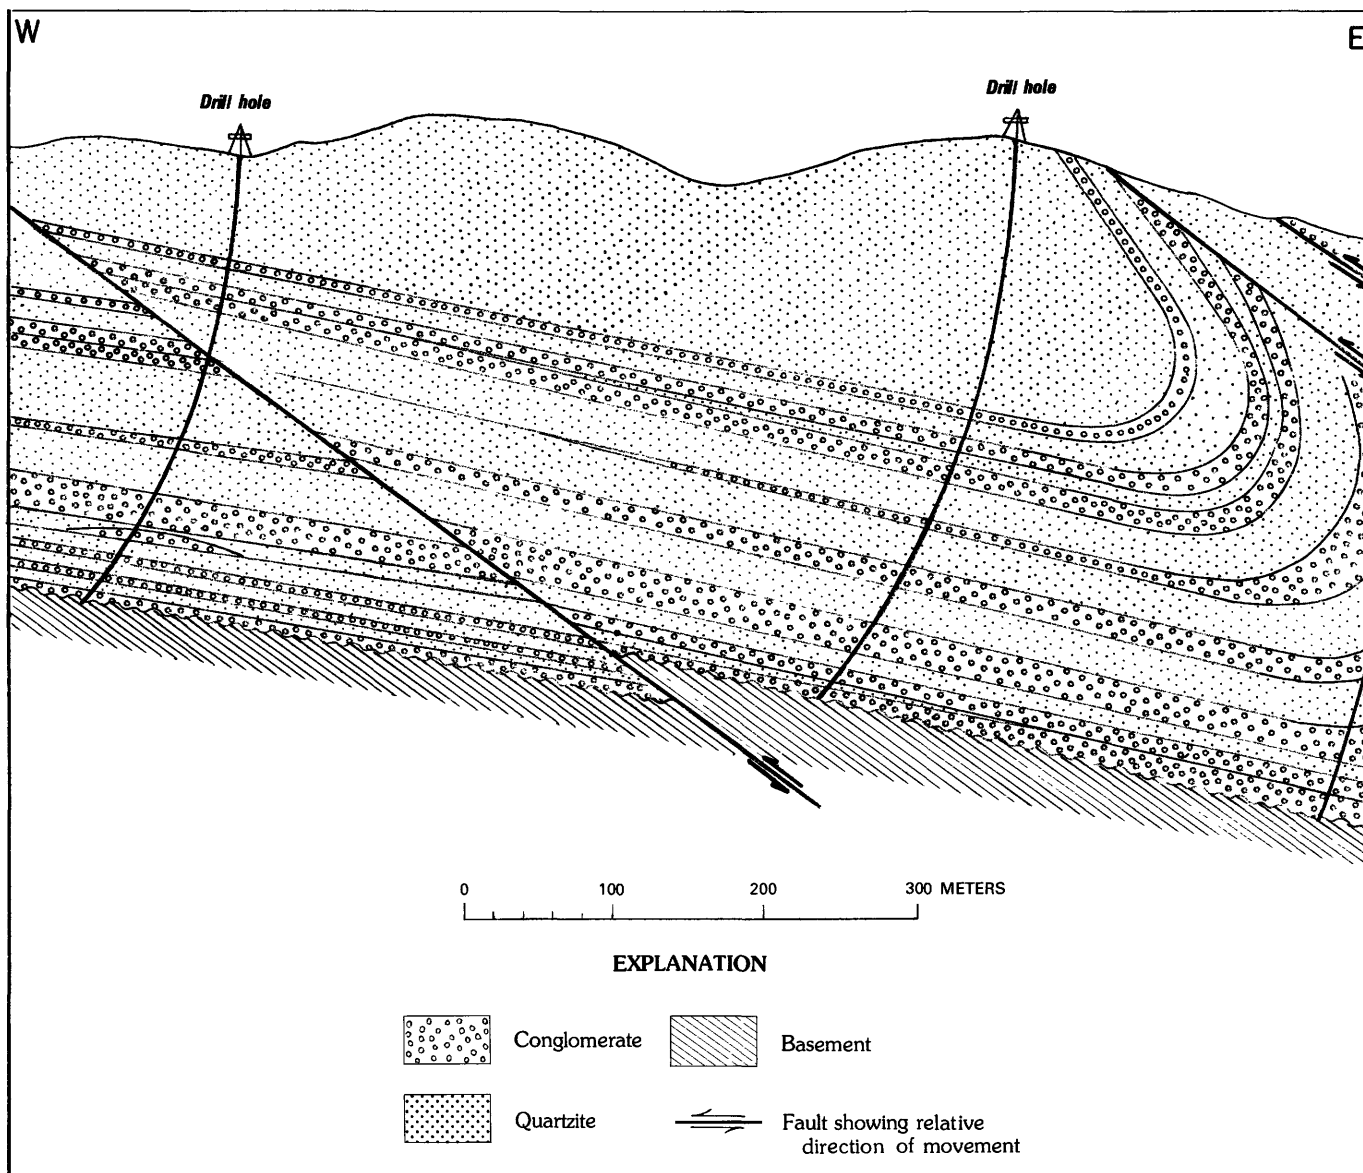 W
E
Drill hole
Drill hole
0 100 200 300 METERS
EXPLANATION
Conglomerate
Basement
Quartzite
Fault showing relative
direction of movement